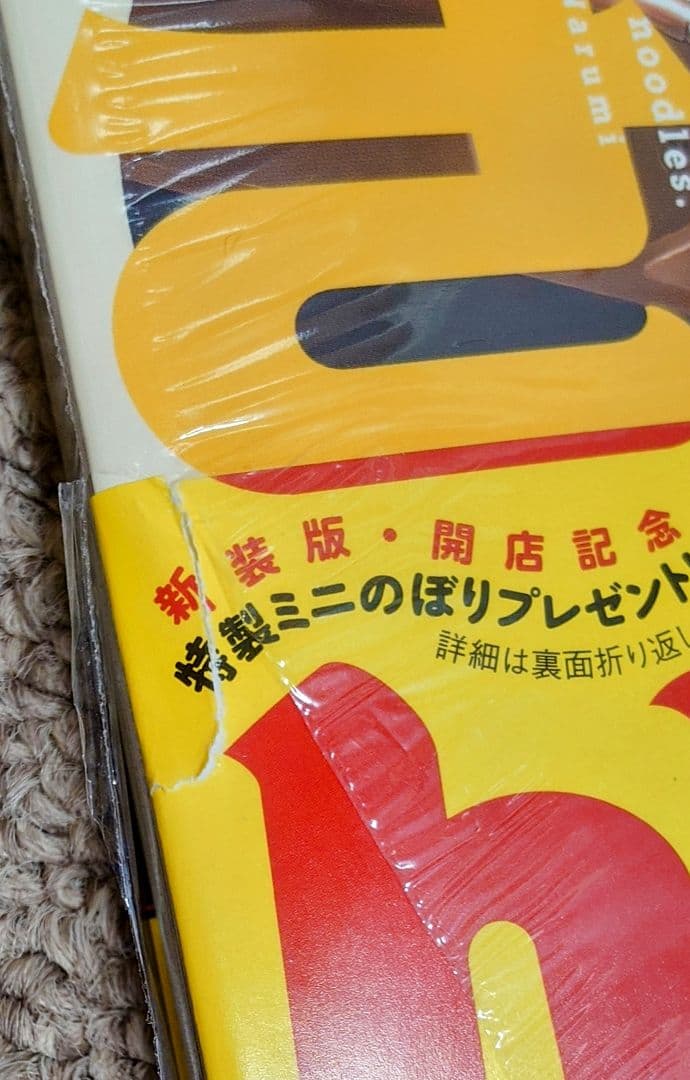 noodles.
Narumi
新装版・開店記念
特製ミニのぼりプレゼント
詳細は裏面折り返し